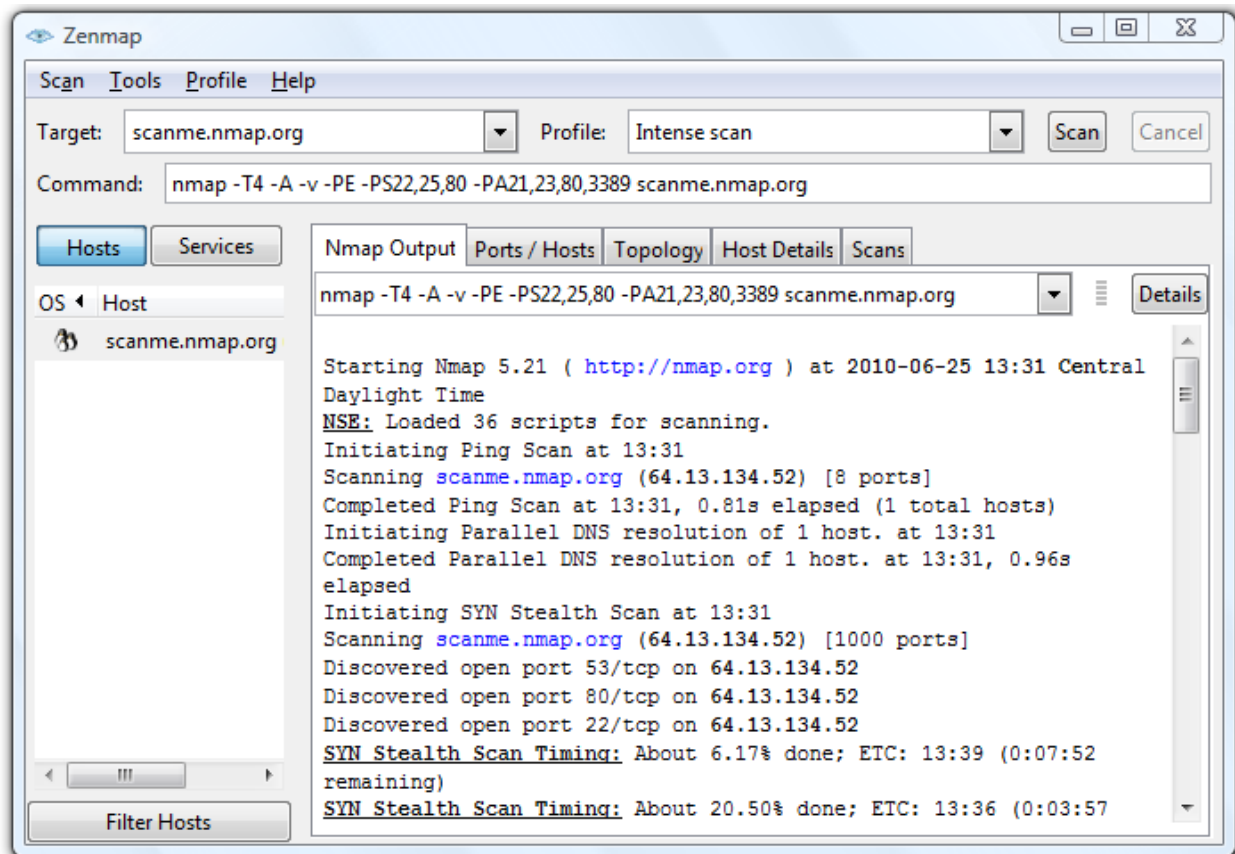 Zenmap
Scan Tools Profile Help
Target: scanme.nmap.org Profile: Intense scan Scan Cancel
Command: nmap -T4 -A -v -PE -PS22,25,80 -PA21,23,80,3389 scanme.nmap.org
Hosts Services
OS Host
scanme.nmap.org
Filter Hosts
Nmap Output Ports / Hosts Topology Host Details Scans
nmap -T4 -A -v -PE -PS22,25,80 -PA21,23,80,3389 scanme.nmap.org Details
Starting Nmap 5.21 ( http://nmap.org ) at 2010-06-25 13:31 Central
Daylight Time
NSE: Loaded 36 scripts for scanning.
Initiating Ping Scan at 13:31
Scanning scanme.nmap.org (64.13.134.52) [8 ports]
Completed Ping Scan at 13:31, 0.81s elapsed (1 total hosts)
Initiating Parallel DNS resolution of 1 host. at 13:31
Completed Parallel DNS resolution of 1 host. at 13:31, 0.96s
elapsed
Initiating SYN Stealth Scan at 13:31
Scanning scanme.nmap.org (64.13.134.52) [1000 ports]
Discovered open port 53/tcp on 64.13.134.52
Discovered open port 80/tcp on 64.13.134.52
Discovered open port 22/tcp on 64.13.134.52
SYN Stealth Scan Timing: About 6.17% done; ETC: 13:39 (0:07:52
remaining)
SYN Stealth Scan Timing: About 20.50% done; ETC: 13:36 (0:03:57